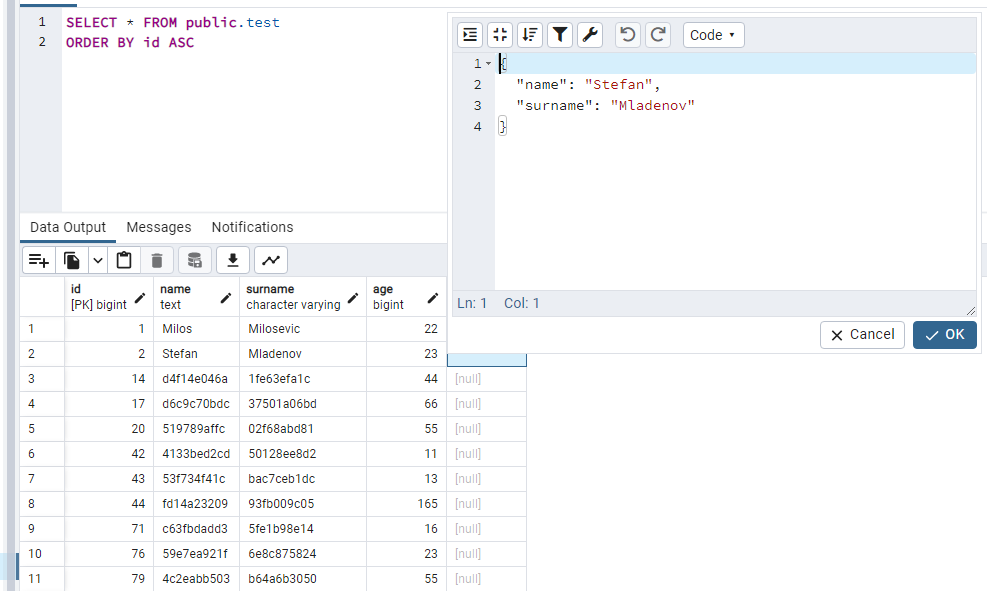 1 SELECT * FROM public.test
2 ORDER BY id ASC
Code
1 {
2 "name": "Stefan",
3 "surname": "Mladenov"
4 }
Ln: 1 Col: 1
Cancel OK
Data Output Messages Notifications
id name surname age
[PK] bigint text character varying bigint
1 1 Milos Milosevic 22
2 2 Stefan Mladenov 23
3 14 d4f14e046a 1fe63efa1c 44 [null]
4 17 d6c9c70bdc 37501a06bd 66 [null]
5 20 519789affc 02f68abd81 55 [null]
6 42 4133bed2cd 50128ee8d2 11 [null]
7 43 53f734f41c bac7ceb1dc 13 [null]
8 44 fd14a23209 93fb009c05 165 [null]
9 71 c63fbdadd3 5fe1b98e14 16 [null]
10 76 59e7ea921f 6e8c875824 23 [null]
11 79 4c2eabb503 b64a6b3050 55 [null]